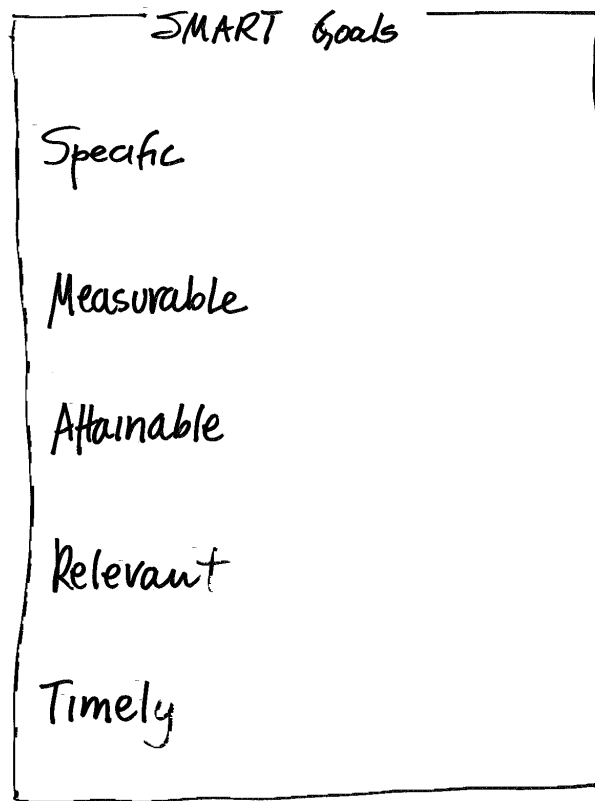 SMART Goals
Specific
Measurable
Attainable
Relevant
Timely